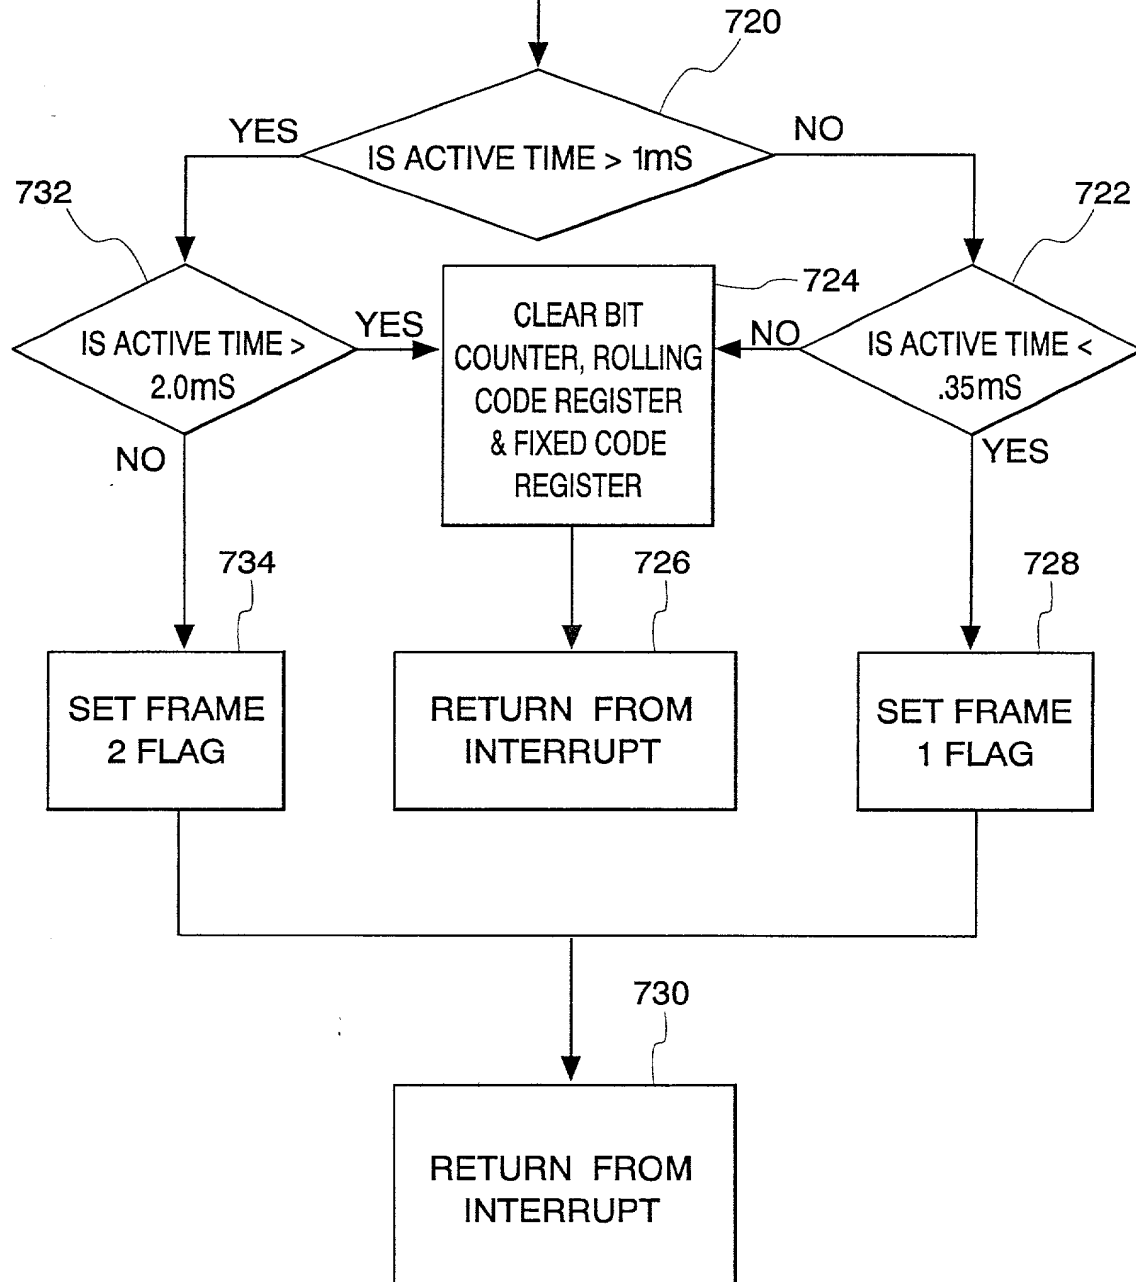 720
YES
NO
IS ACTIVE TIME > 1mS
732
722
724
IS ACTIVE TIME >
2.0mS
YES
CLEAR BIT
COUNTER, ROLLING
CODE REGISTER
& FIXED CODE
REGISTER
NO
IS ACTIVE TIME <
.35mS
NO
YES
734
726
728
SET FRAME
2 FLAG
RETURN FROM
INTERRUPT
SET FRAME
1 FLAG
730
RETURN FROM
INTERRUPT